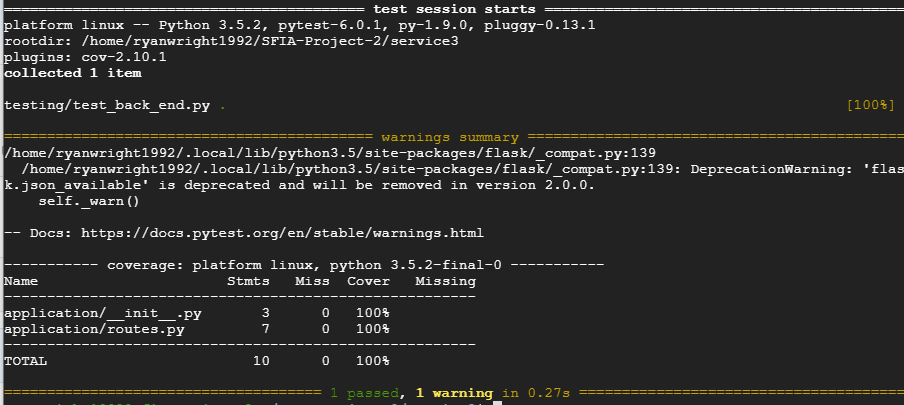 ============================================ test session starts ============================================
platform linux -- Python 3.5.2, pytest-6.0.1, py-1.9.0, pluggy-0.13.1
rootdir: /home/ryanwright1992/SFIA-Project-2/service3
plugins: cov-2.10.1
collected 1 item
testing/test_back_end.py . [100%]
============================================= warnings summary =============================================
/home/ryanwright1992/.local/lib/python3.5/site-packages/flask/_compat.py:139
  /home/ryanwright1992/.local/lib/python3.5/site-packages/flask/_compat.py:139: DeprecationWarning: 'flas
k.json_available' is deprecated and will be removed in version 2.0.0.
    self._warn()
-- Docs: https://docs.pytest.org/en/stable/warnings.html
----------- coverage: platform linux, python 3.5.2-final-0 -----------
Name                         Stmts   Miss  Cover   Missing
-------------------------------------------------------
application/__init__.py          3      0   100%
application/routes.py            7      0   100%
-------------------------------------------------------
TOTAL                           10      0   100%
======================================= 1 passed, 1 warning in 0.27s =======================================